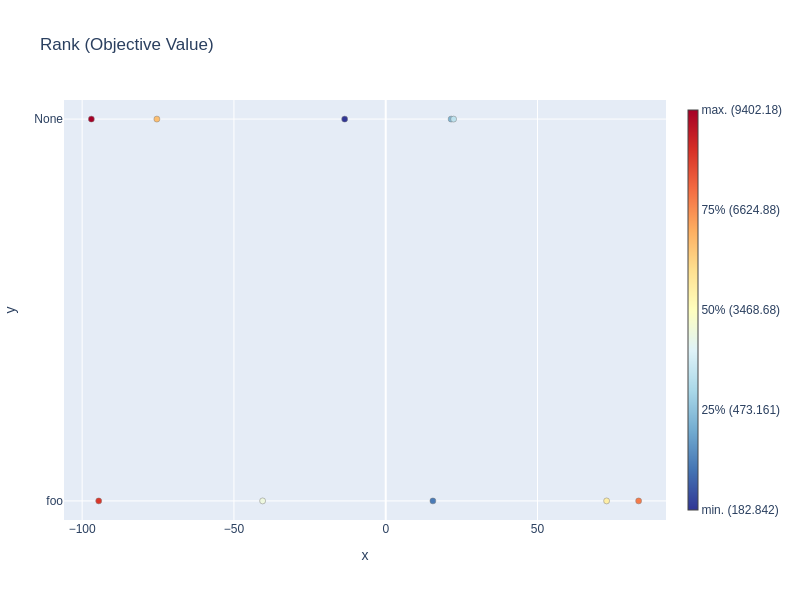 Rank (Objective Value)
None
foo
y
−100
−50
0
50
x
max. (9402.18)
75% (6624.88)
50% (3468.68)
25% (473.161)
min. (182.842)